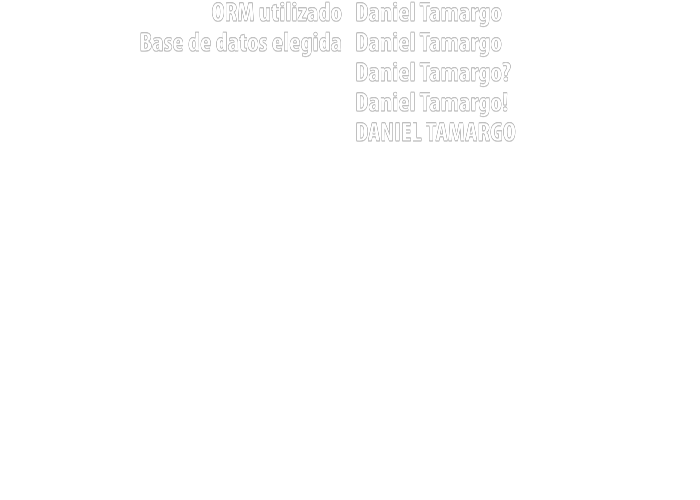 ORM utilizado Daniel Tamargo
Base de datos elegida Daniel Tamargo
Daniel Tamargo?
Daniel Tamargo!
DANIEL TAMARGO